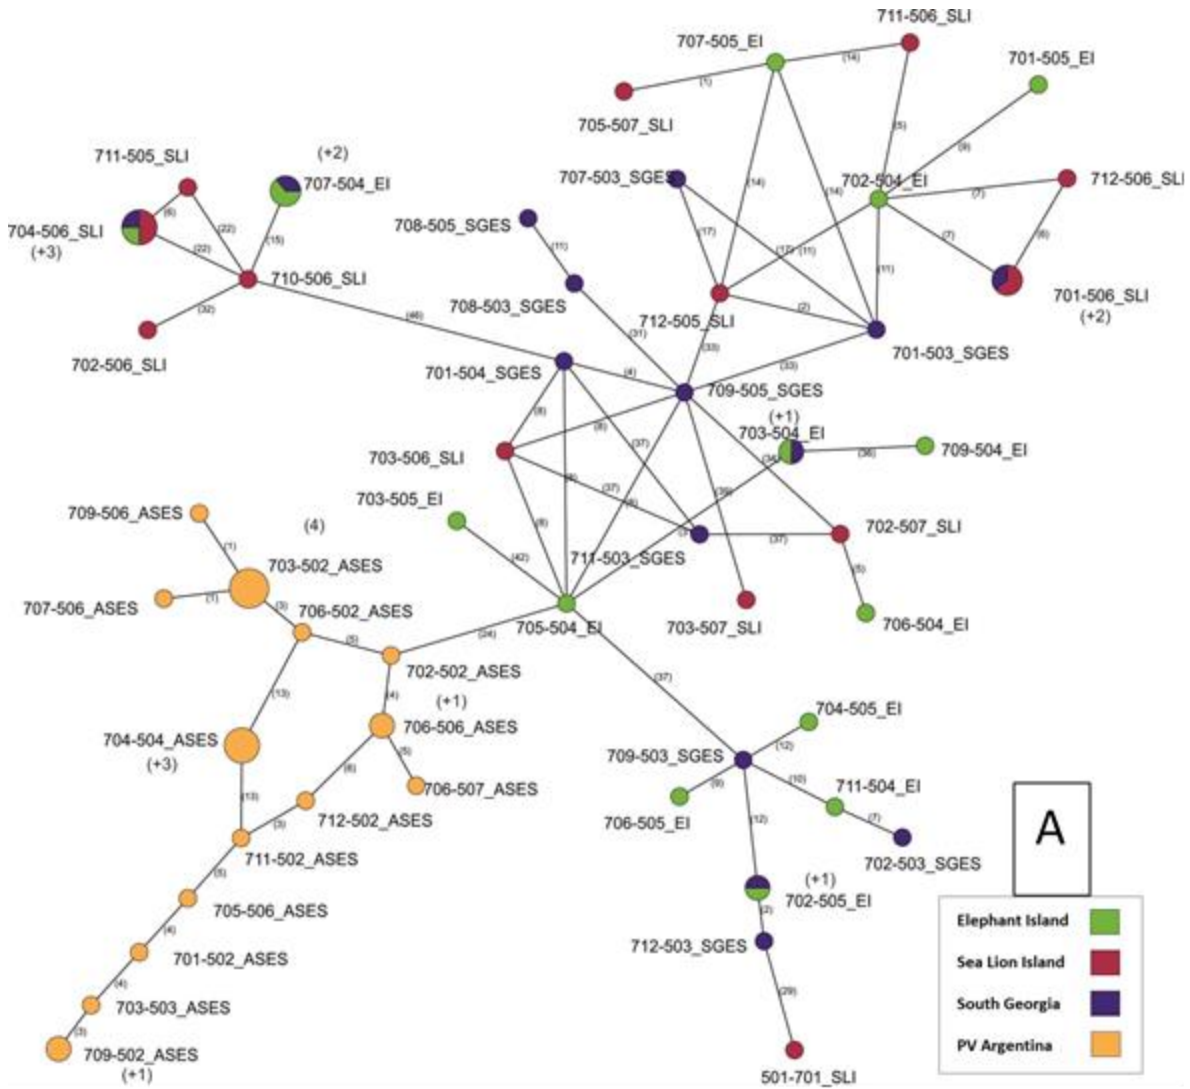 711-506_SLI
707-505_EI
(14)
701-505_EI
(1)
705-507_SLI
(5)
(9)
711-505_SLI
(+2)
707-504_EI
707-503_SGES
702-504_EI
712-506_SLI
(7)
(14)
(14)
(6)
704-506_SLI
(+3)
(22)
(22)
(15)
708-505_SGES
(11)
(17)
(17)
(11)
(7)
(6)
(11)
710-506_SLI
701-506_SLI
(+2)
708-503_SGES
(32)
(46)
712-505_SLI
(2)
(31)
(33)
701-503_SGES
702-506_SLI
701-504_SGES
(4)
(33)
709-505_SGES
(8)
(+1)
703-504_EI
(8)
(37)
709-504_EI
(36)
703-506_SLI
(37)
703-505_EI
709-506_ASES
(4)
(8)
702-507_SLI
(37)
(1)
(42)
711-503_SGES
703-502_ASES
(5)
707-506_ASES
(1)
(3)
706-502_ASES
705-504_EI
703-507_SLI
706-504_EI
(5)
(24)
702-502_ASES
(37)
(13)
(4)
(+1)
706-506_ASES
704-505_EI
704-504_ASES
(+3)
(5)
709-503_SGES
(12)
(6)
706-507_ASES
(9)
(10)
711-504_EI
(13)
(3)
712-502_ASES
706-505_EI
(12)
(7)
702-503_SGES
711-502_ASES
A
(5)
(+1)
702-505_EI
705-506_ASES
(2)
(4)
712-503_SGES
701-502_ASES
(4)
(29)
703-503_ASES
(3)
709-502_ASES
(+1)
501-701_SLI
Elephant Island
Sea Lion Island
South Georgia
PV Argentina